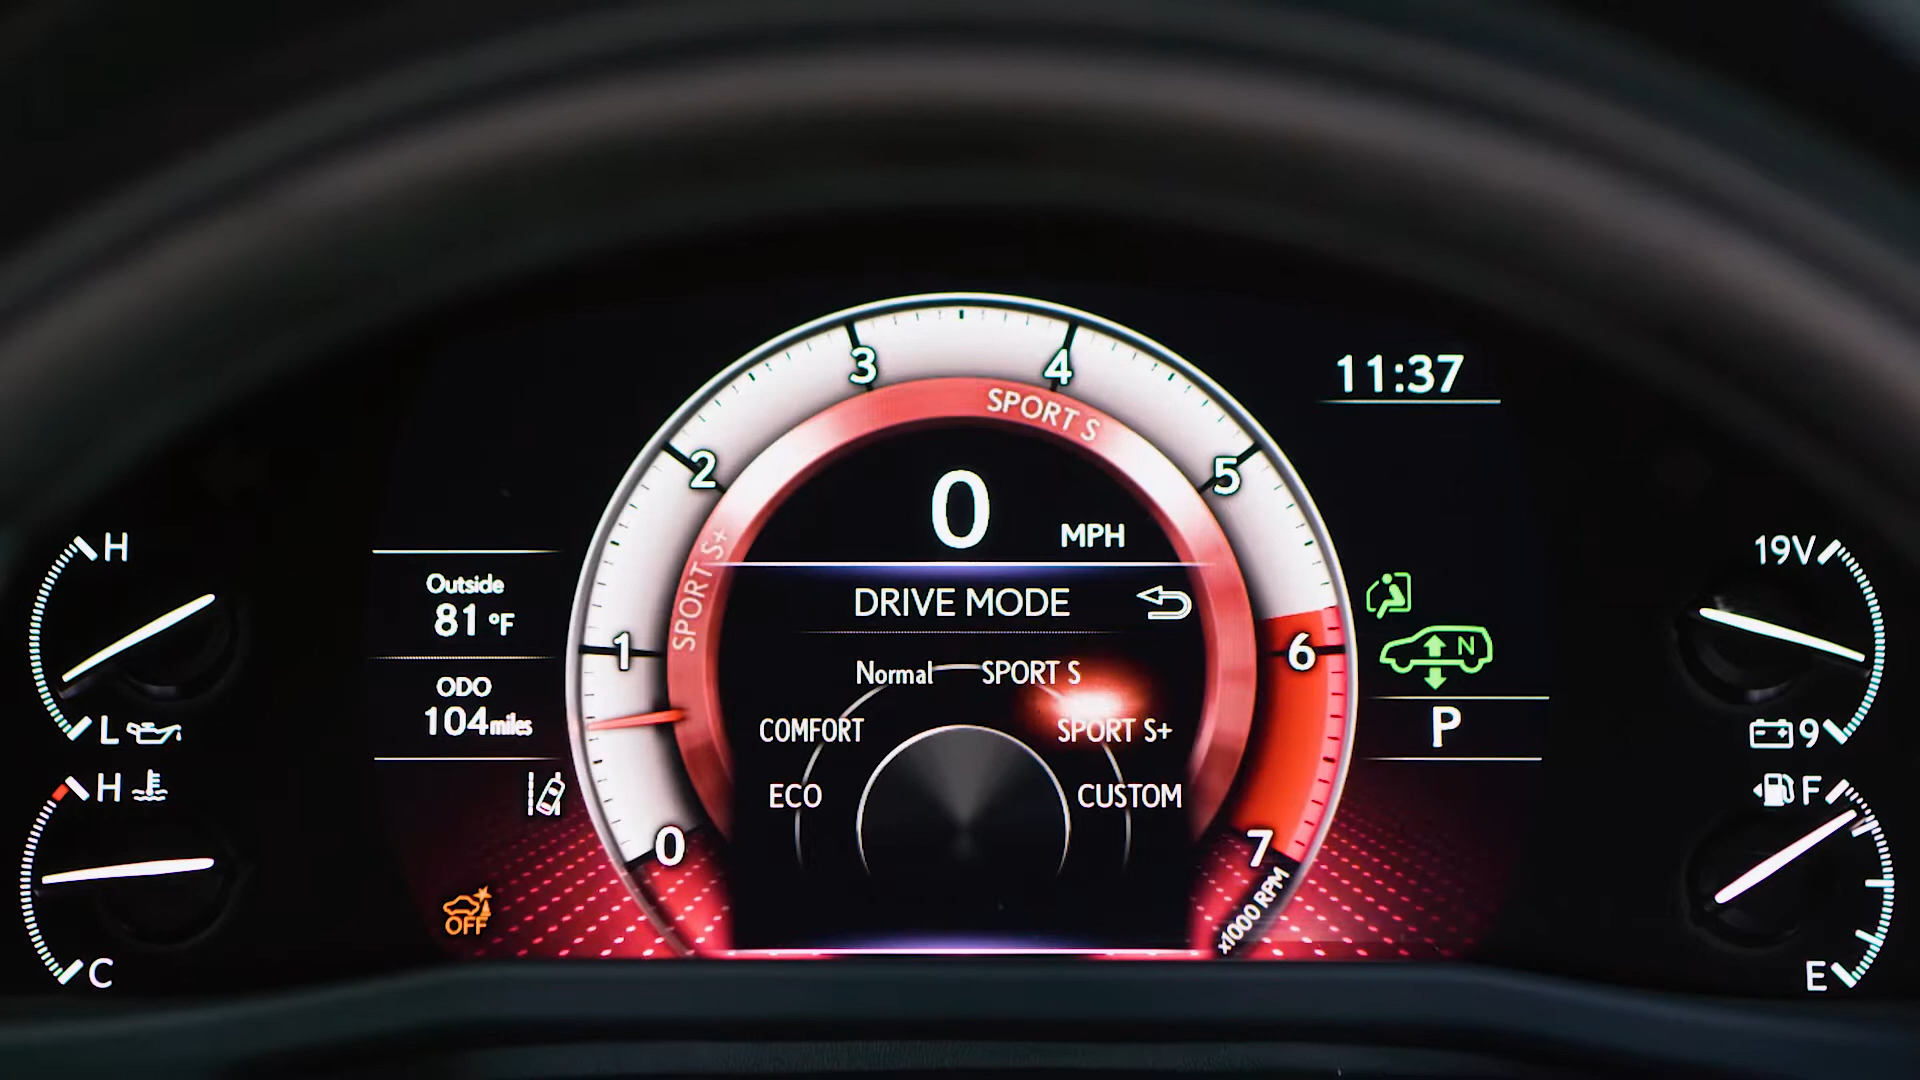 11:37
3
4
SPORT S
2
5
0
MPH
H
19V
SPORT S+
Outside
81 °F
DRIVE MODE
1
6
N
Normal
SPORT S
ODO
104 miles
P
L
COMFORT
SPORT S+
9
H
F
ECO
CUSTOM
0
7
OFF
x1000 RPM
C
E